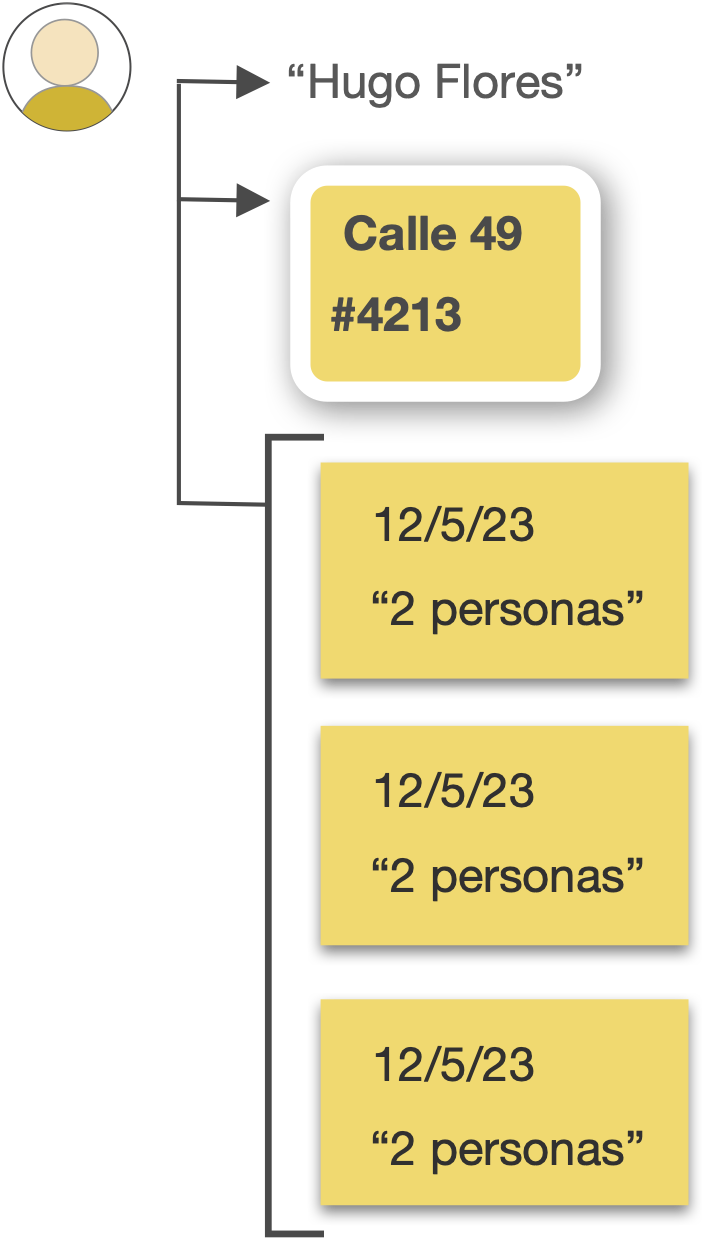 “Hugo Flores”
Calle 49
#4213
12/5/23
“2 personas”
12/5/23
“2 personas”
12/5/23
“2 personas”